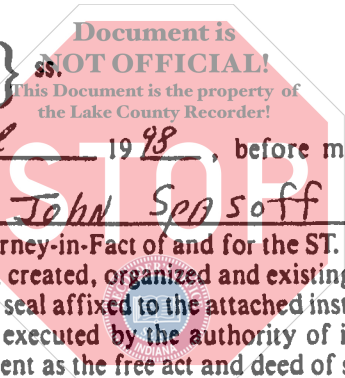 Document is
NOT OFFICIAL!
ss.
This Document is the property of
the Lake County Recorder!
1998, before m
STOP
John Spasoff
rney-in-Fact of and for the ST.
created, organized and existing
seal affixed to the attached inst
executed by the authority of i
ent as the free act and deed of s
INDIANA